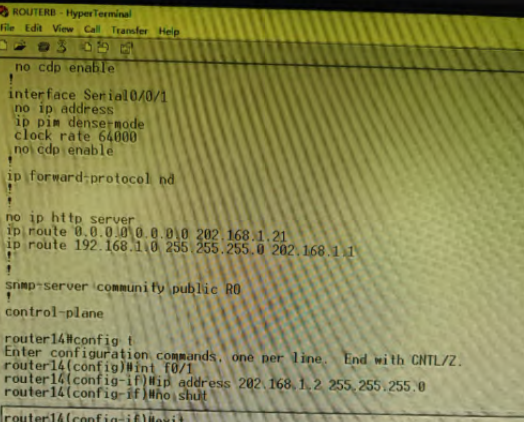 ROUTERB - HyperTerminal
File Edit View Call Transfer Help
no cdp enable
!
interface Serial0/0/1
no ip address
ip pim dense-mode
clock rate 64000
no cdp enable
!
ip forward-protocol nd
!
!
no ip http server
ip route 0.0.0.0 0.0.0.0 202.168.1.21
ip route 192.168.1.0 255.255.255.0 202.168.1.1
!
!
snmp-server community public RO
!
control-plane
router14#config t
Enter configuration commands, one per line. End with CNTL/Z.
router14(config)#int f0/1
router14(config-if)#ip address 202.168.1.2 255.255.255.0
router14(config-if)#no shut
router14(config-if)#exit